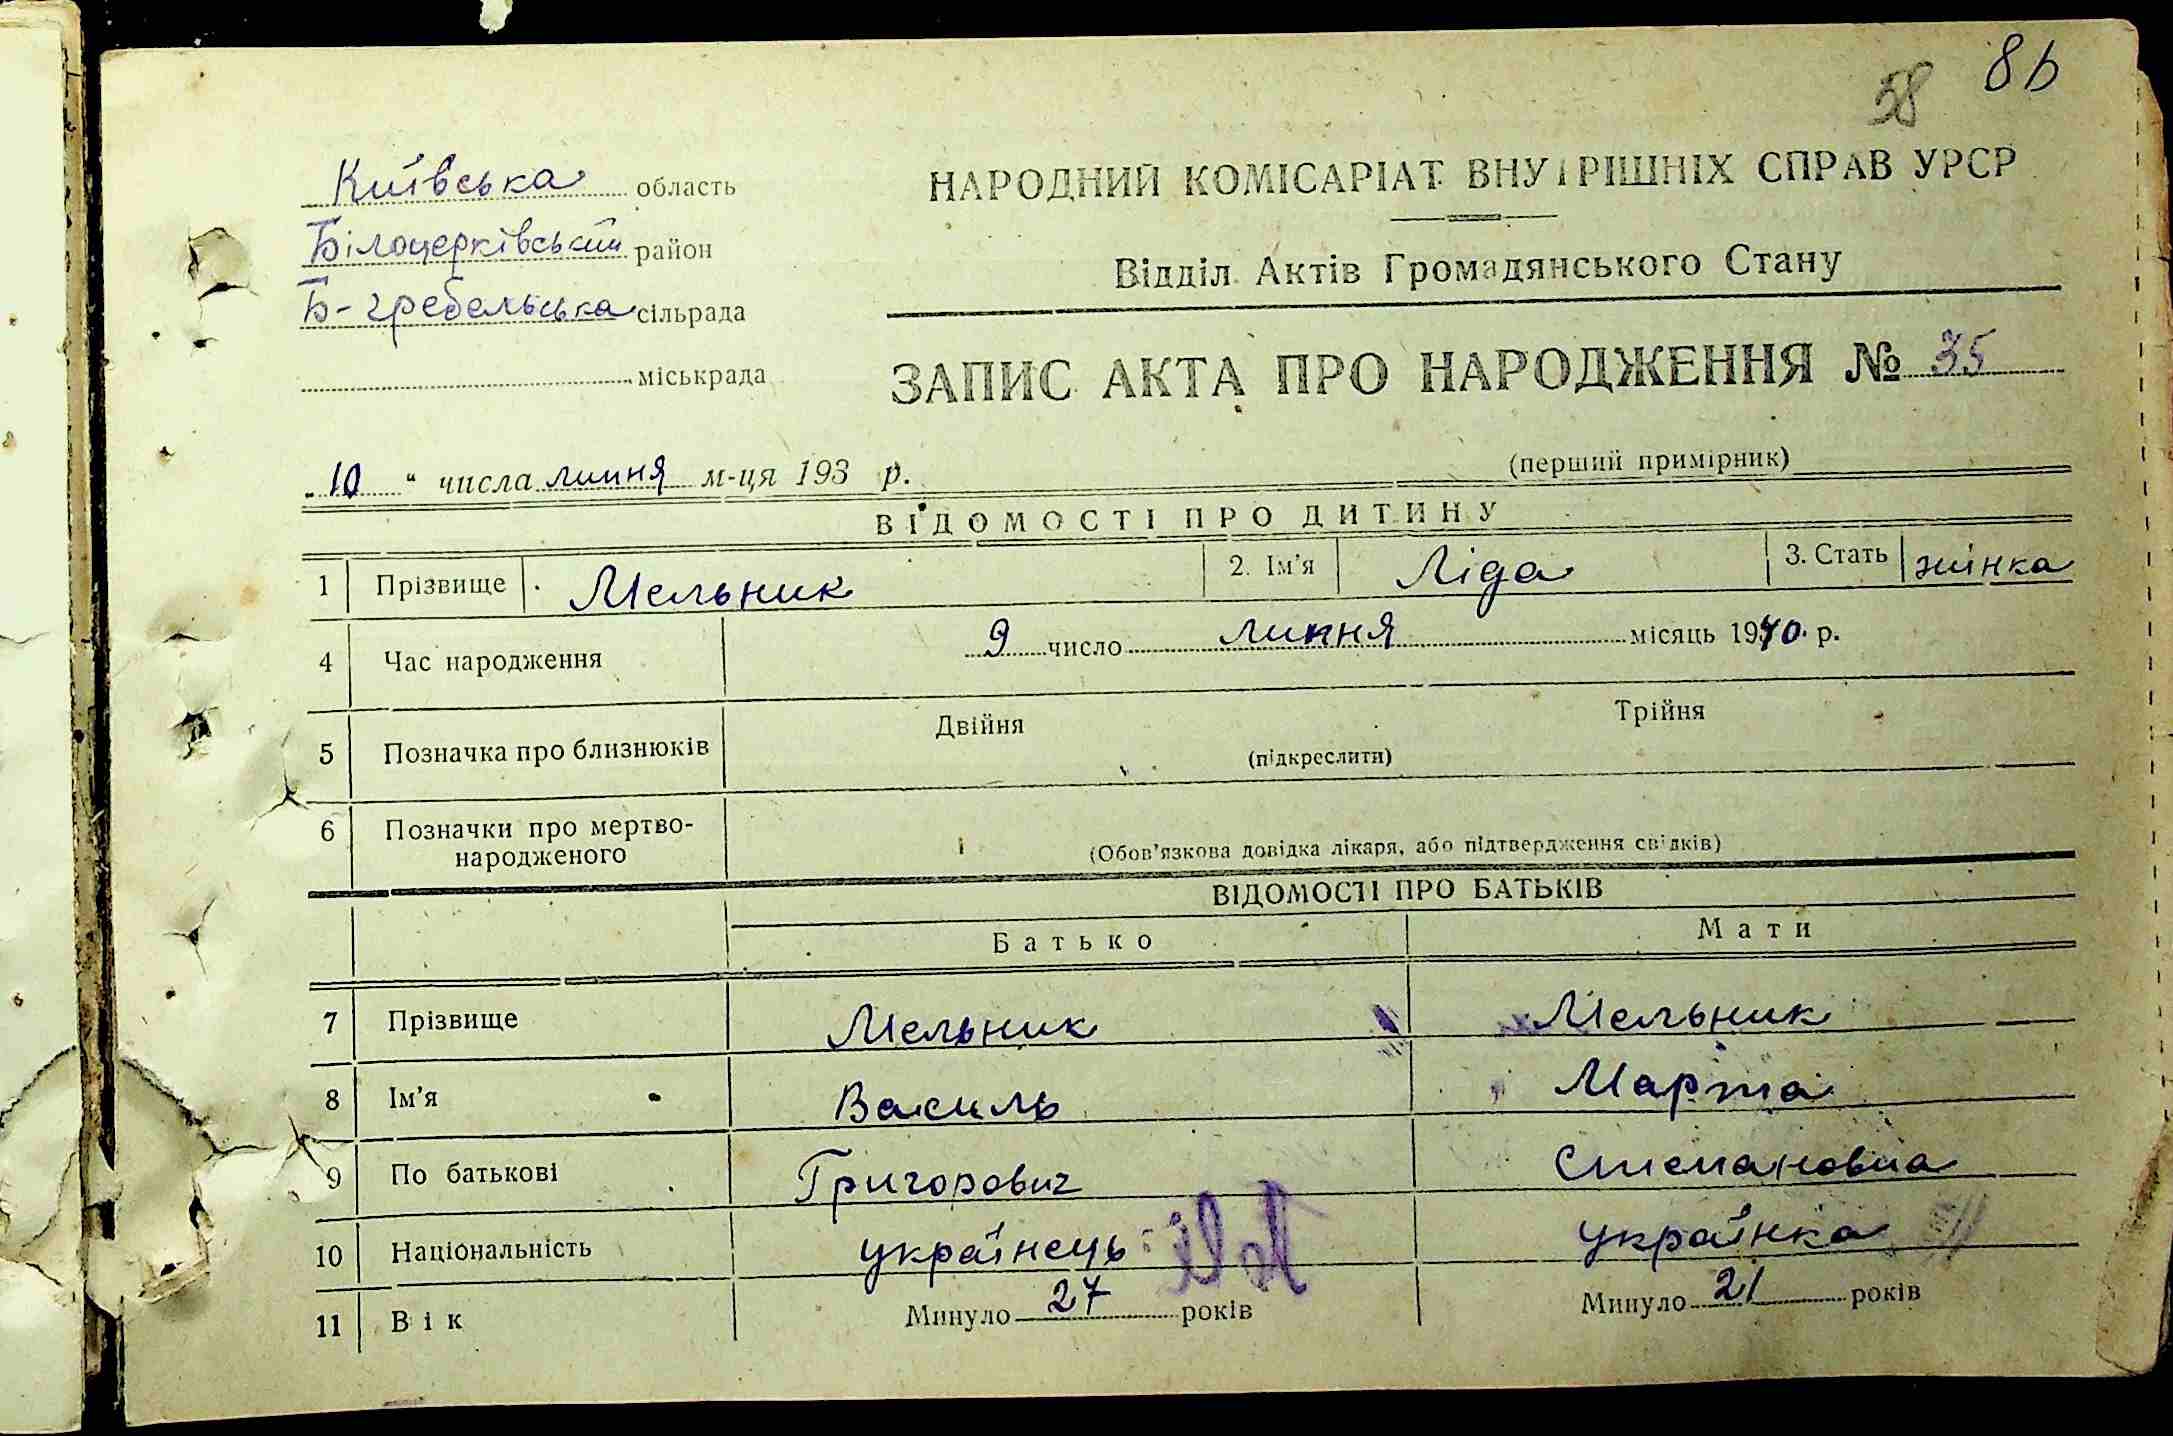 58 8б
Київська область
Білоцерківський район
Б-гребельська сільрада
міськрада
НАРОДНИЙ КОМІСАРІАТ ВНУТРІШНІХ СПРАВ УРСР
Відділ Актів Громадянського Стану
ЗАПИС АКТА ПРО НАРОДЖЕННЯ № 35
„10“ числа липня м-ця 193 р.
(перший примірник)
ВІДОМОСТІ ПРО ДИТИНУ
1 Прізвище Мельник 2. Ім'я Ліда 3. Стать жінка
4 Час народження 9 число липня місяць 1940. р.
5 Позначка про близнюків Двійня Трійня
(підкреслити)
6 Позначки про мертво-
народженого (Обов'язкова довідка лікаря, або підтвердження свідків)
ВІДОМОСТІ ПРО БАТЬКІВ
Батько Мати
7 Прізвище Мельник Мельник
8 Ім'я Василь Марта
9 По батькові Григорович Степановна
10 Національність українець українка
11 Вік Минуло 27 років Минуло 21 років